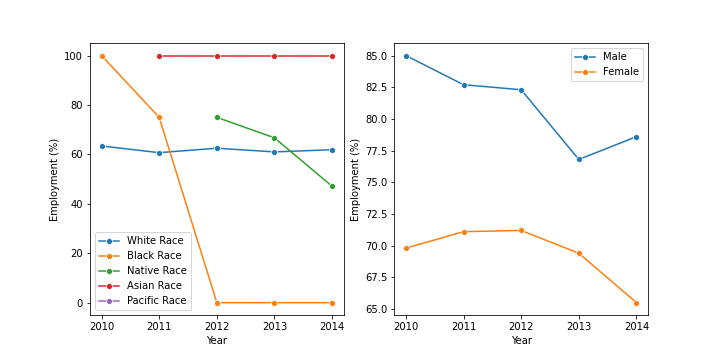 100
80
60
40
20
0
Employment (%)
White Race
Black Race
Native Race
Asian Race
Pacific Race
2010 2011 2012 2013 2014
Year
85.0
82.5
80.0
77.5
75.0
72.5
70.0
67.5
65.0
Employment (%)
Male
Female
2010 2011 2012 2013 2014
Year